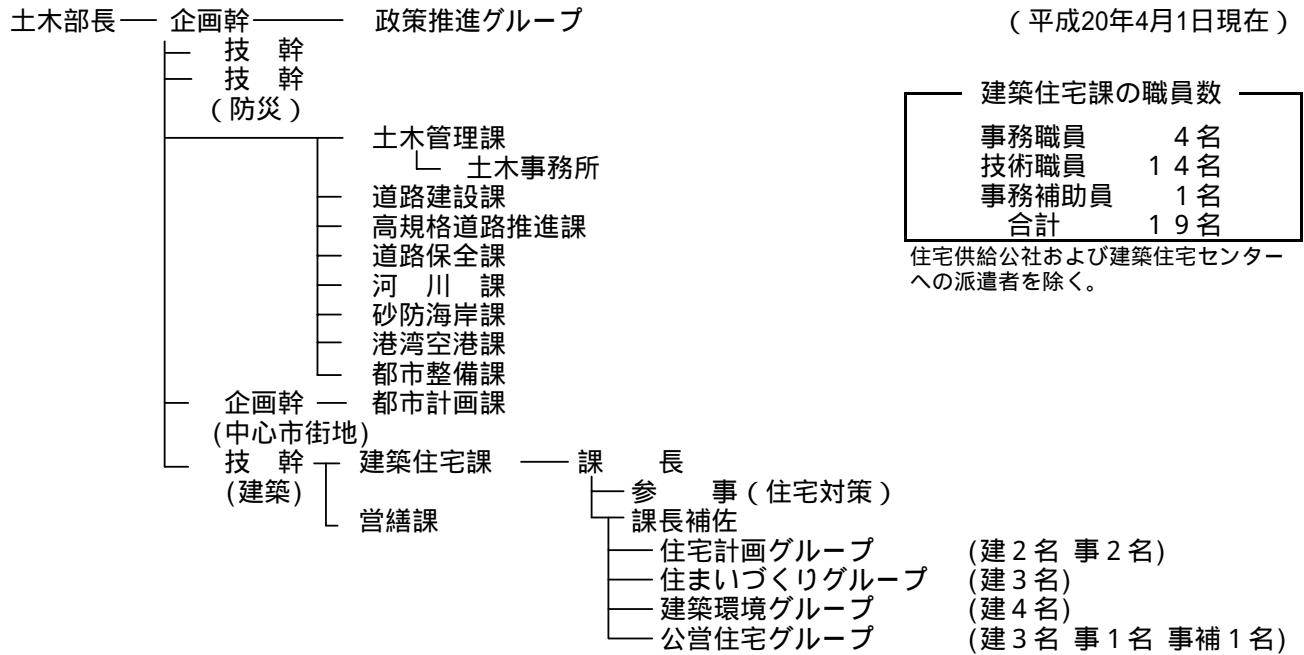 土木部長 企画幹 政策推進グループ (平成20年4月1日現在)
技 幹
技 幹
(防災)
建築住宅課の職員数
事務職員 4名
技術職員 14名
事務補助員 1名
合計 19名
住宅供給公社および建築住宅センター
への派遣者を除く。
土木管理課
土木事務所
道路建設課
高規格道路推進課
道路保全課
河 川 課
砂防海岸課
港湾空港課
都市整備課
企画幹 都市計画課
(中心市街地)
技 幹 建築住宅課 課 長
(建築) 参 事(住宅対策)
営繕課 課長補佐
住宅計画グループ (建2名 事2名)
住まいづくりグループ (建3名)
建築環境グループ (建4名)
公営住宅グループ (建3名 事1名 事補1名)